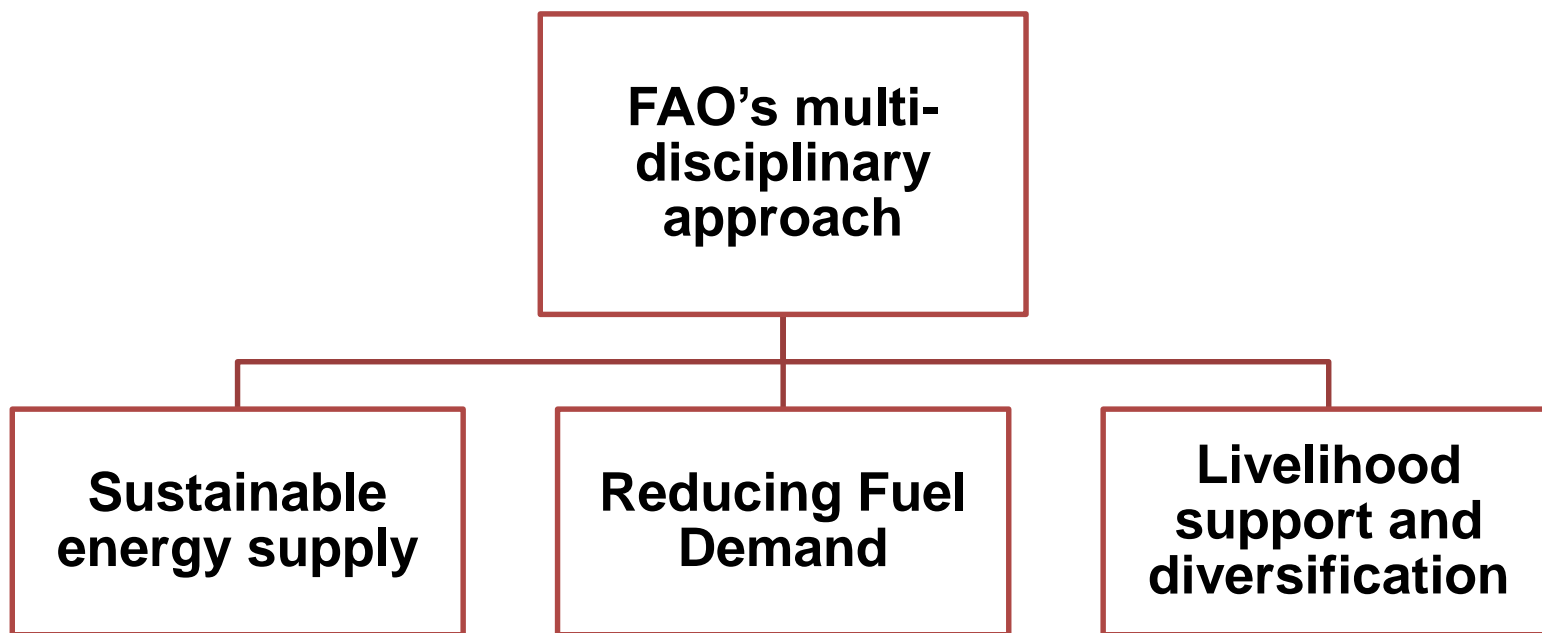 FAO’s multi-
disciplinary
approach
Sustainable
energy supply
Reducing Fuel
Demand
Livelihood
support and
diversification